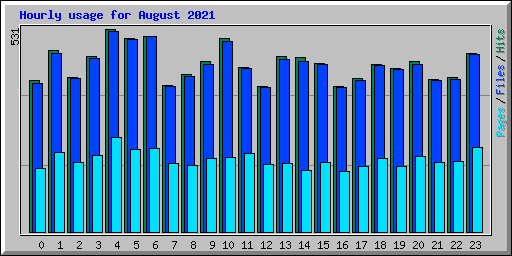 Hourly usage for August 2021
531
Pages/Files/Hits
0 1 2 3 4 5 6 7 8 9 10 11 12 13 14 15 16 17 18 19 20 21 22 23